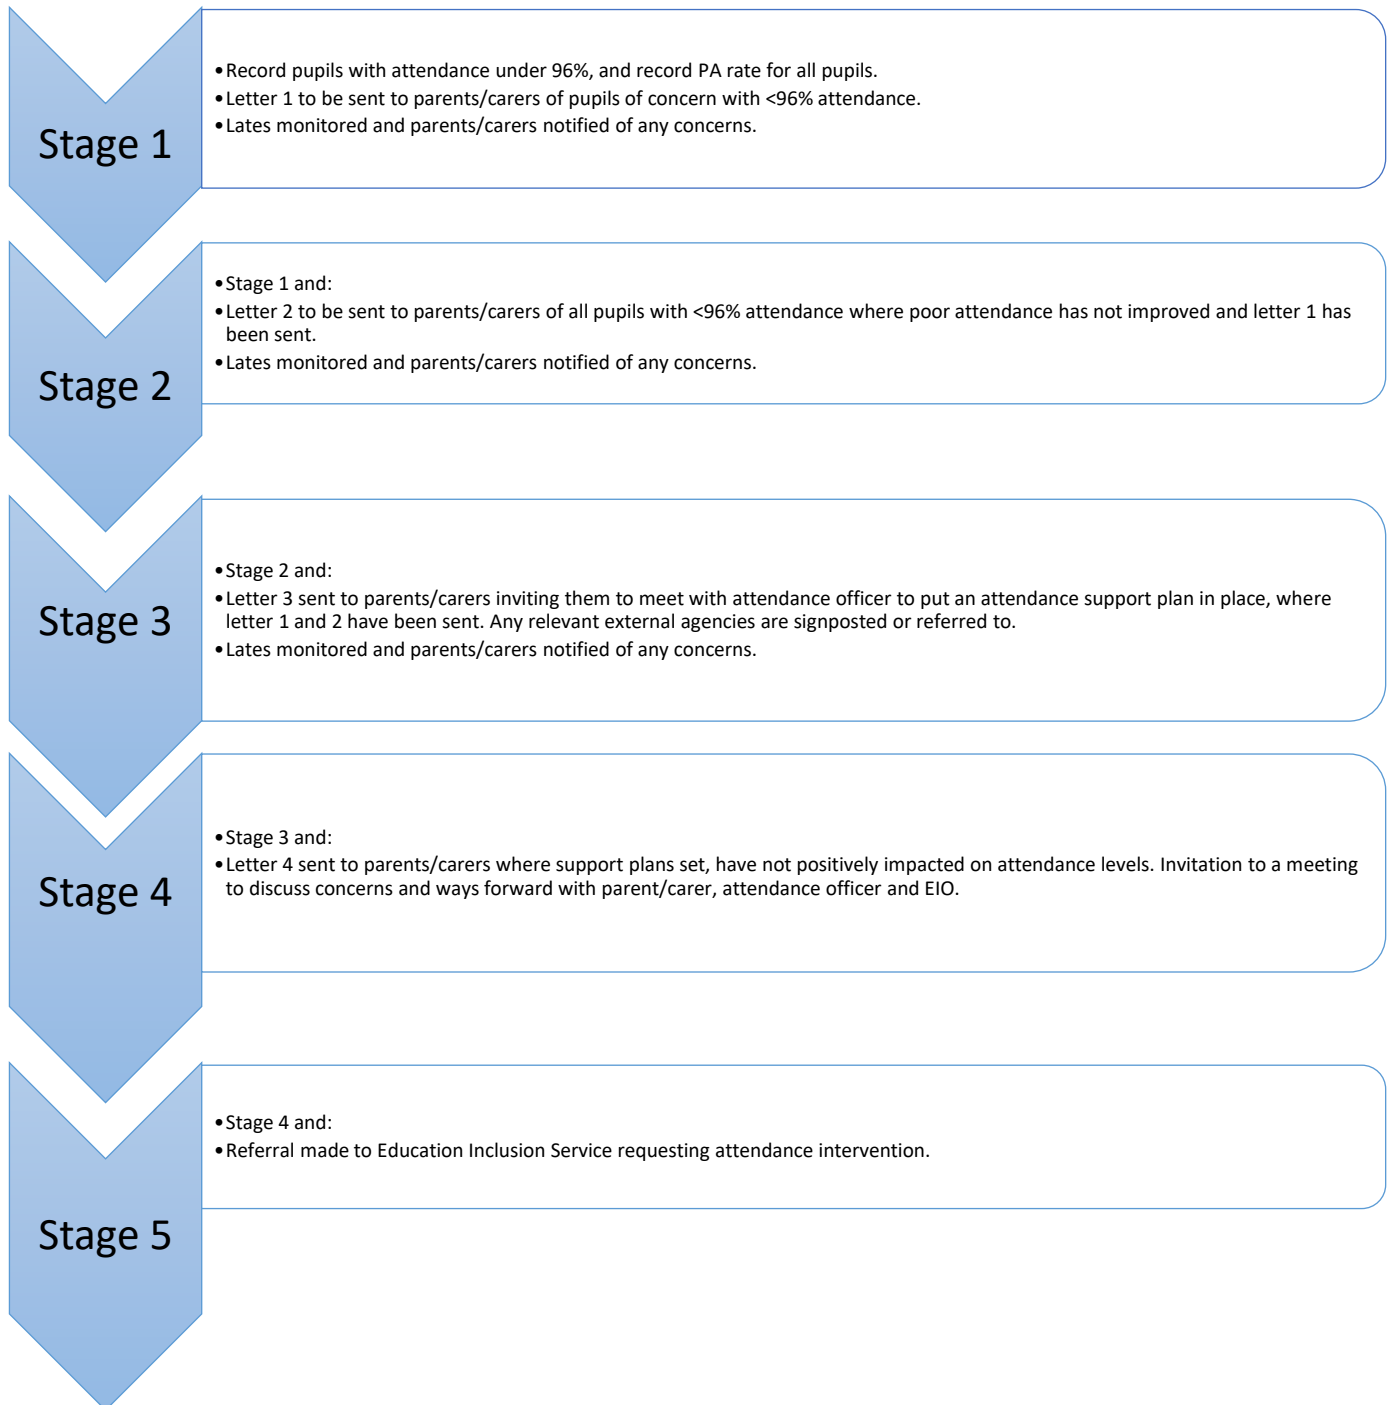 Stage 1
•Record pupils with attendance under 96%, and record PA rate for all pupils.
•Letter 1 to be sent to parents/carers of pupils of concern with <96% attendance.
•Lates monitored and parents/carers notified of any concerns.
Stage 2
•Stage 1 and:
•Letter 2 to be sent to parents/carers of all pupils with <96% attendance where poor attendance has not improved and letter 1 has
been sent.
•Lates monitored and parents/carers notified of any concerns.
Stage 3
•Stage 2 and:
•Letter 3 sent to parents/carers inviting them to meet with attendance officer to put an attendance support plan in place, where
letter 1 and 2 have been sent. Any relevant external agencies are signposted or referred to.
•Lates monitored and parents/carers notified of any concerns.
Stage 4
•Stage 3 and:
•Letter 4 sent to parents/carers where support plans set, have not positively impacted on attendance levels. Invitation to a meeting
to discuss concerns and ways forward with parent/carer, attendance officer and EIO.
Stage 5
•Stage 4 and:
•Referral made to Education Inclusion Service requesting attendance intervention.